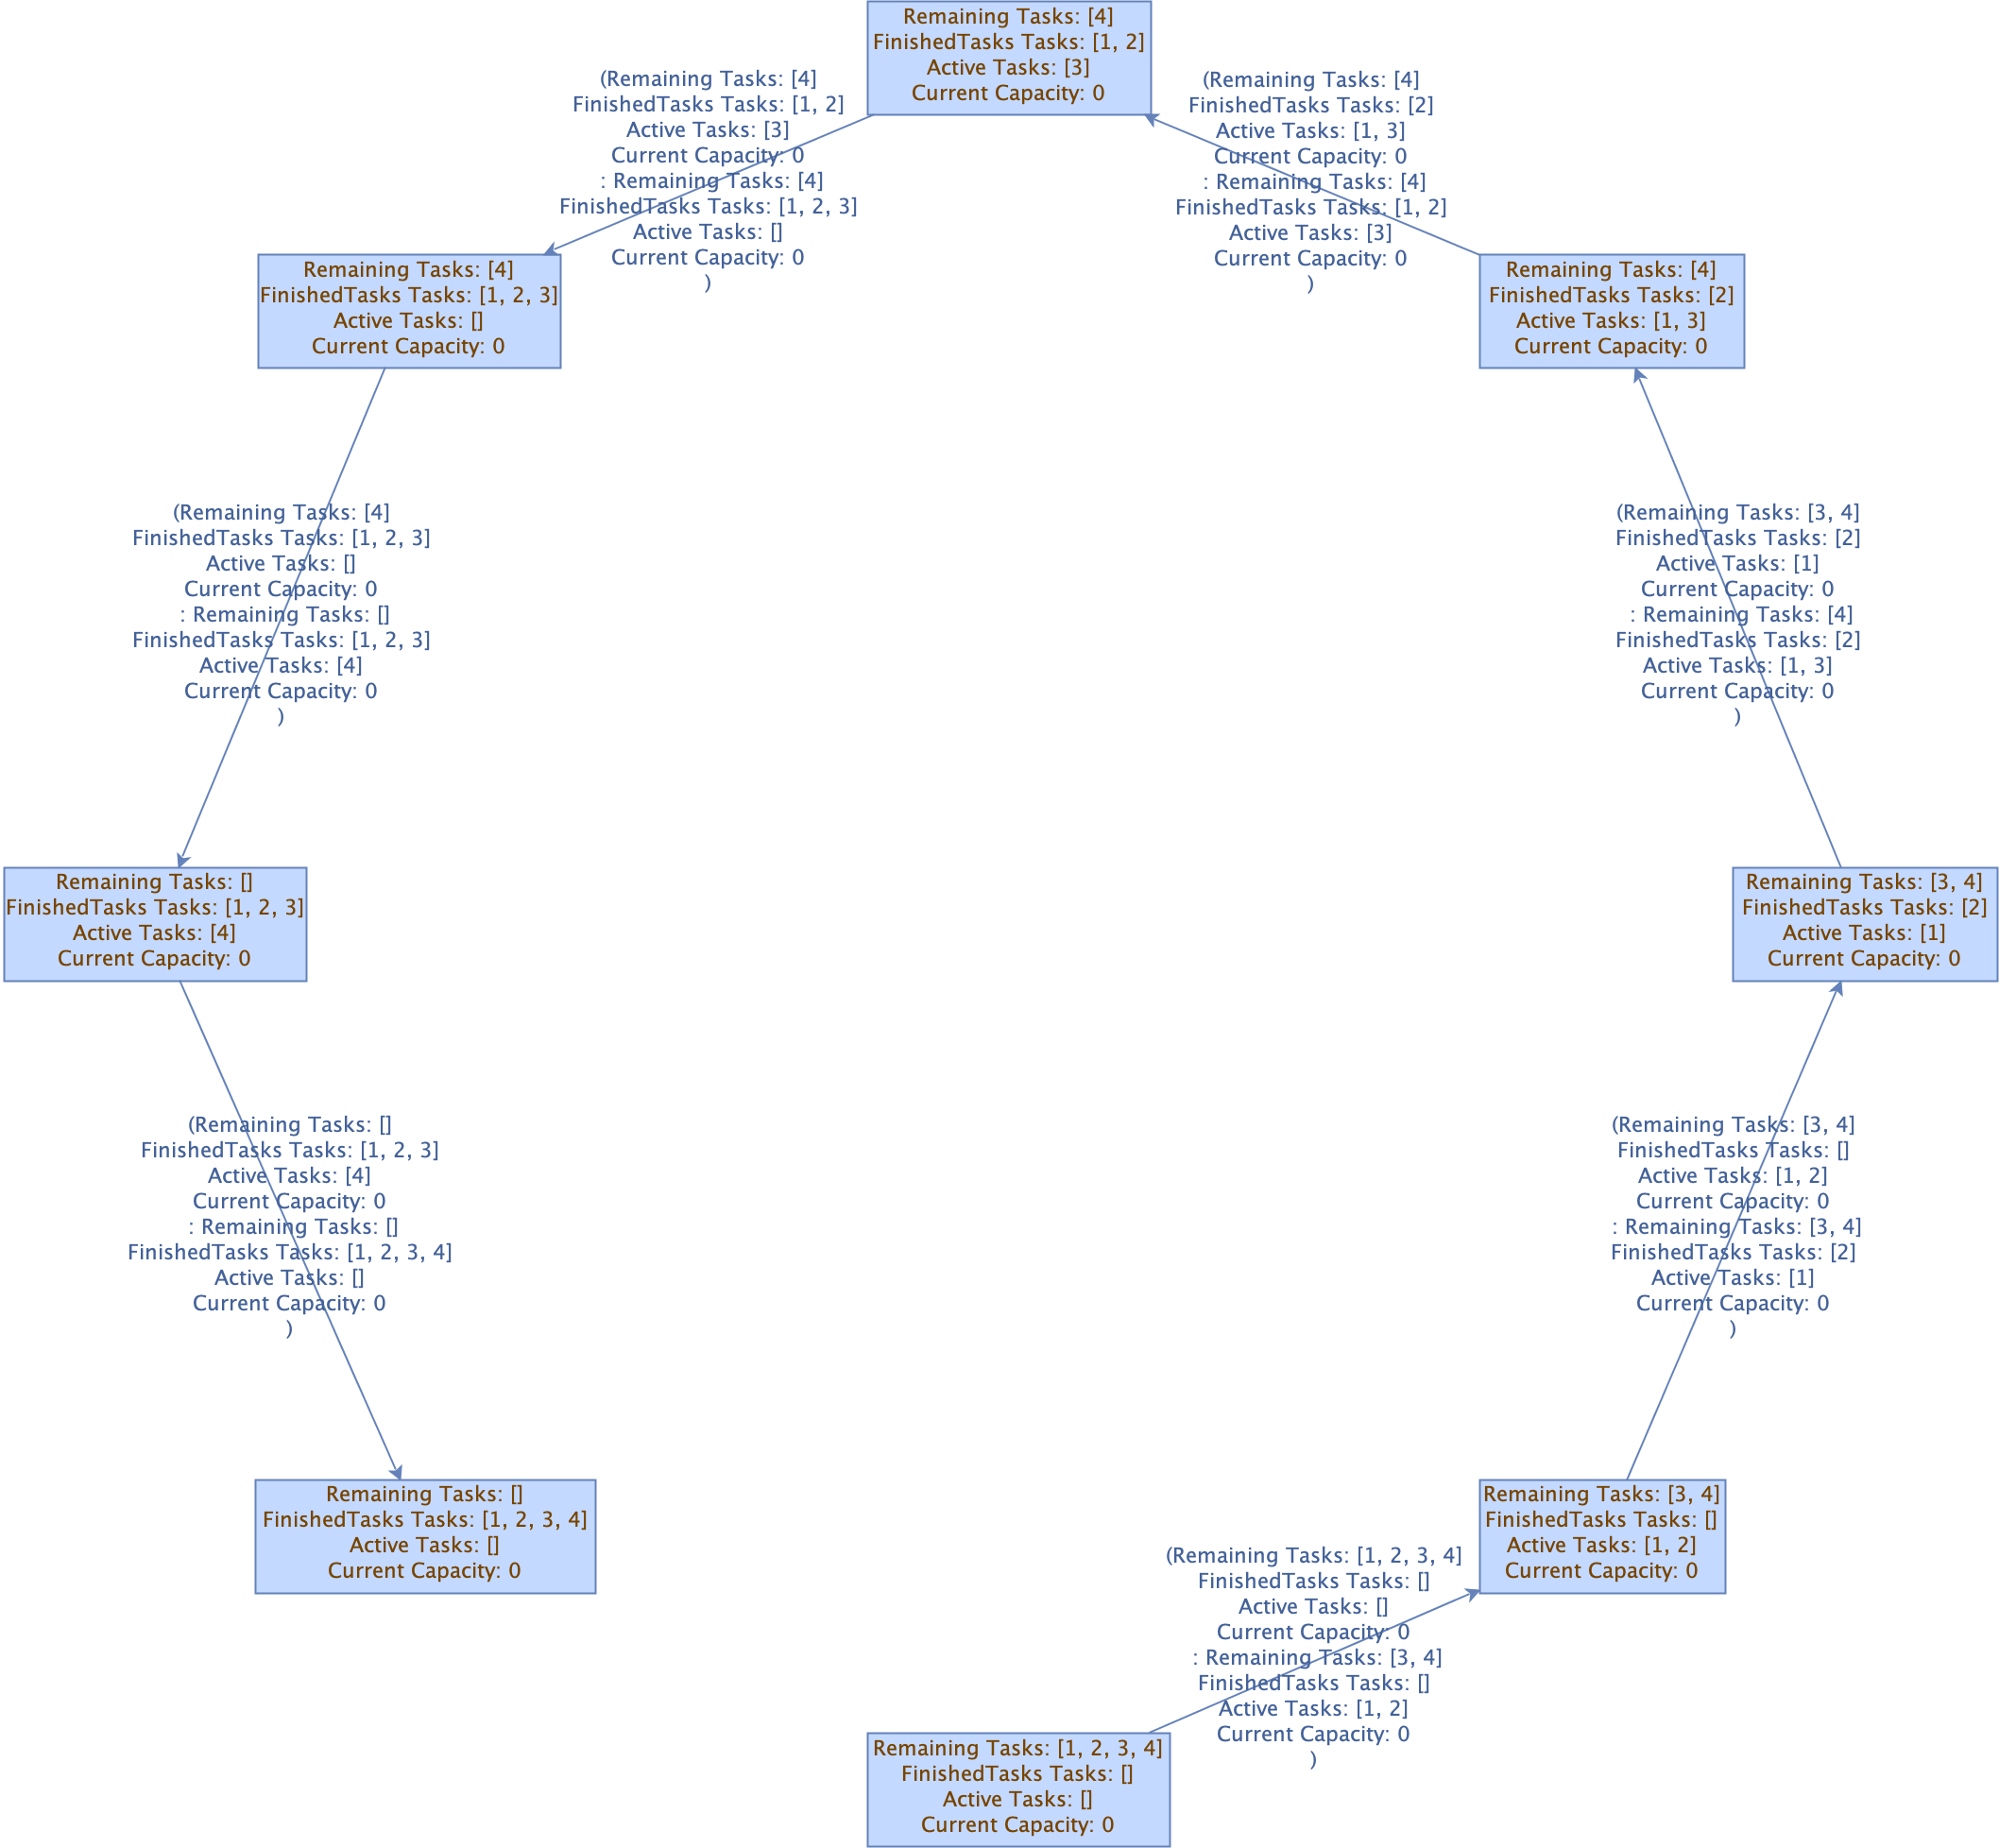 Remaining Tasks: [4]
FinishedTasks Tasks: [1, 2]
Active Tasks: [3]
Current Capacity: 0
(Remaining Tasks: [4]
FinishedTasks Tasks: [1, 2]
Active Tasks: [3]
Current Capacity: 0
: Remaining Tasks: [4]
FinishedTasks Tasks: [1, 2, 3]
Active Tasks: []
Current Capacity: 0
)
(Remaining Tasks: [4]
FinishedTasks Tasks: [2]
Active Tasks: [1, 3]
Current Capacity: 0
: Remaining Tasks: [4]
FinishedTasks Tasks: [1, 2]
Active Tasks: [3]
Current Capacity: 0
)
Remaining Tasks: [4]
FinishedTasks Tasks: [1, 2, 3]
Active Tasks: []
Current Capacity: 0
Remaining Tasks: [4]
FinishedTasks Tasks: [2]
Active Tasks: [1, 3]
Current Capacity: 0
(Remaining Tasks: [4]
FinishedTasks Tasks: [1, 2, 3]
Active Tasks: []
Current Capacity: 0
: Remaining Tasks: []
FinishedTasks Tasks: [1, 2, 3]
Active Tasks: [4]
Current Capacity: 0
)
(Remaining Tasks: [3, 4]
FinishedTasks Tasks: [2]
Active Tasks: [1]
Current Capacity: 0
: Remaining Tasks: [4]
FinishedTasks Tasks: [2]
Active Tasks: [1, 3]
Current Capacity: 0
)
Remaining Tasks: []
FinishedTasks Tasks: [1, 2, 3]
Active Tasks: [4]
Current Capacity: 0
Remaining Tasks: [3, 4]
FinishedTasks Tasks: [2]
Active Tasks: [1]
Current Capacity: 0
(Remaining Tasks: []
FinishedTasks Tasks: [1, 2, 3]
Active Tasks: [4]
Current Capacity: 0
: Remaining Tasks: []
FinishedTasks Tasks: [1, 2, 3, 4]
Active Tasks: []
Current Capacity: 0
)
(Remaining Tasks: [3, 4]
FinishedTasks Tasks: []
Active Tasks: [1, 2]
Current Capacity: 0
: Remaining Tasks: [3, 4]
FinishedTasks Tasks: [2]
Active Tasks: [1]
Current Capacity: 0
)
Remaining Tasks: []
FinishedTasks Tasks: [1, 2, 3, 4]
Active Tasks: []
Current Capacity: 0
Remaining Tasks: [3, 4]
FinishedTasks Tasks: []
Active Tasks: [1, 2]
Current Capacity: 0
(Remaining Tasks: [1, 2, 3, 4]
FinishedTasks Tasks: []
Active Tasks: []
Current Capacity: 0
: Remaining Tasks: [3, 4]
FinishedTasks Tasks: []
Active Tasks: [1, 2]
Current Capacity: 0
)
Remaining Tasks: [1, 2, 3, 4]
FinishedTasks Tasks: []
Active Tasks: []
Current Capacity: 0